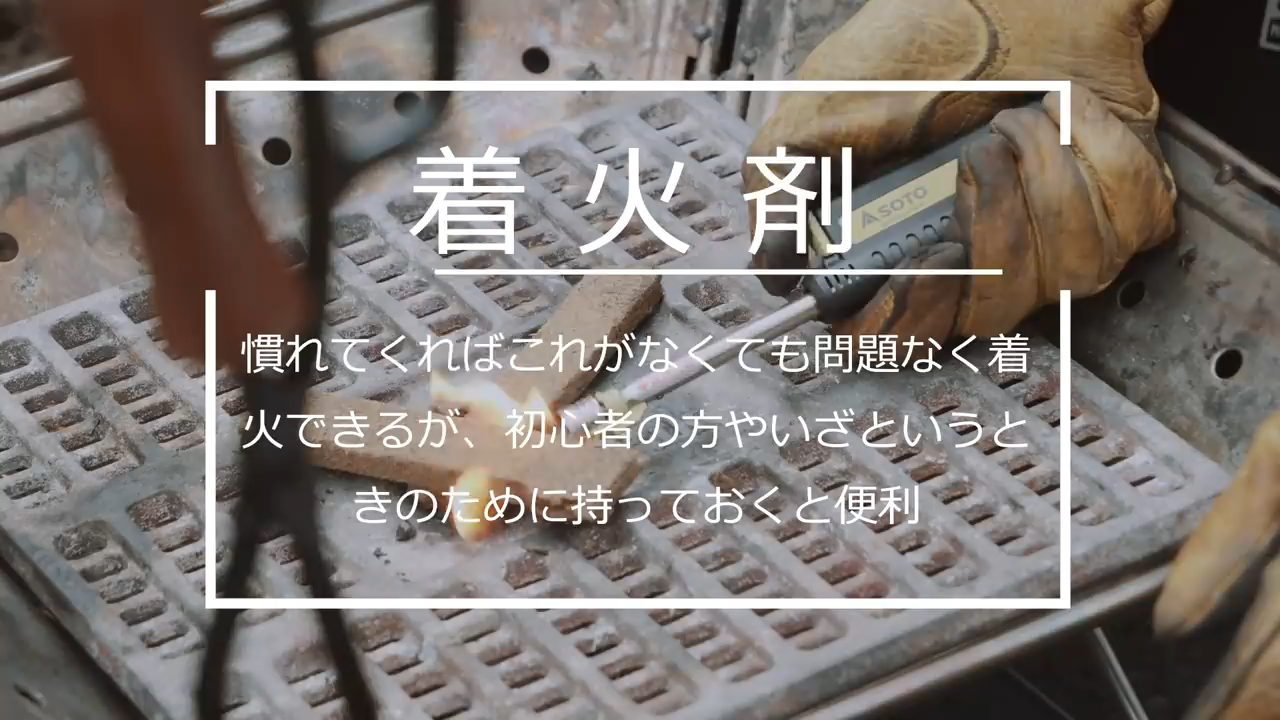 着火剤
SOTO
慣れてくればこれがなくても問題なく着
火できるが、初心者の方やいざというと
きのために持っておくと便利